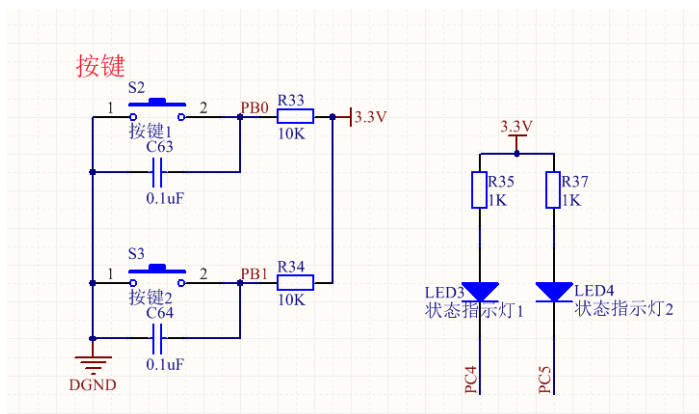 按键
S2
1
2
PB0
R33
3.3V
按键1
10K
C63
0.1uF
S3
1
2
PB1
R34
按键2
10K
C64
0.1uF
DGND
3.3V
R35
1K
R37
1K
LED3
状态指示灯1
LED4
状态指示灯2
PC4
PC5